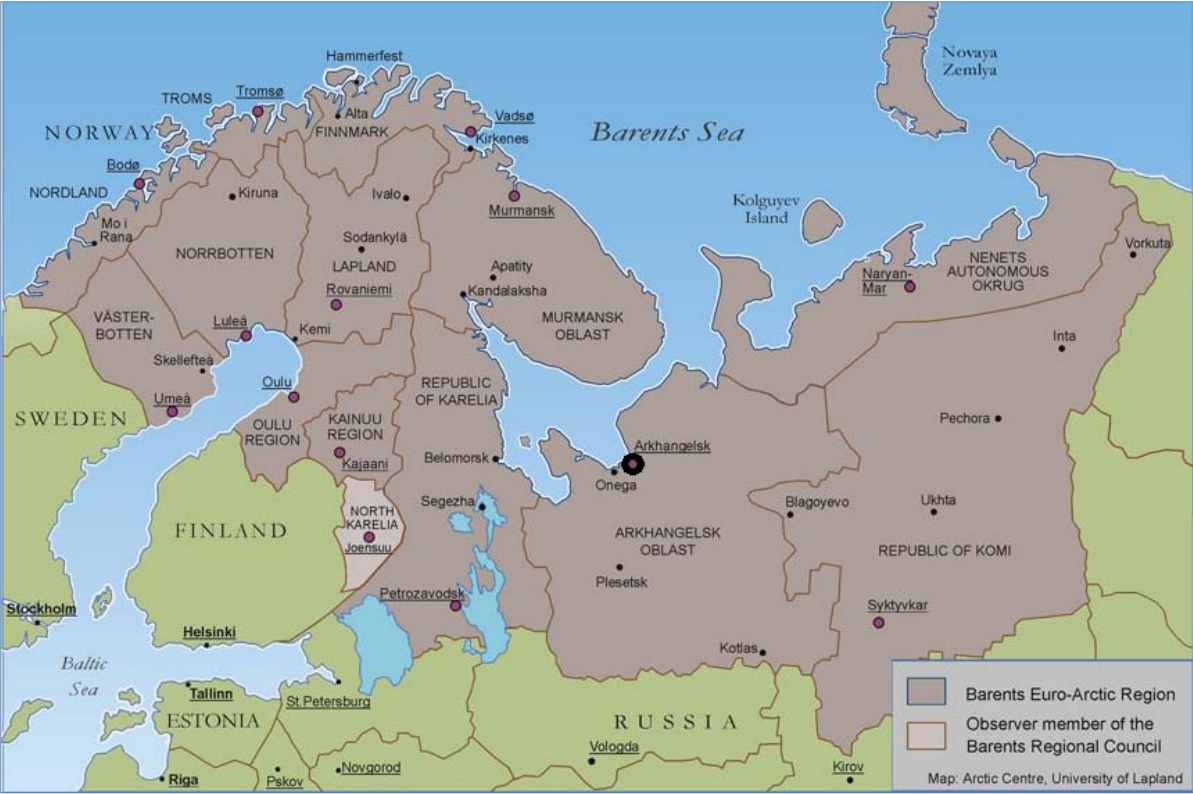 Novaya
Zemlya
Hammerfest
TROMS
Tromsø
Alta
FINNMARK
Vadsø
Kirkenes
NORWAY
Barents Sea
Bodø
NORDLAND
Kiruna
Ivalo
Murmansk
Kolguyev
Island
Mo i
Rana
Sodankylä
NORRBOTTEN
LAPLAND
Apatity
Rovaniemi
Kandalaksha
NENETS
AUTONOMOUS
OKRUG
Naryan-
Mar
Vorkuta
VÄSTER-
BOTTEN
Luleå
Kemi
MURMANSK
OBLAST
Inta
Skellefteå
Oulu
REPUBLIC
OF KARELIA
Umeå
SWEDEN
OULU
REGION
KAINUU
REGION
Pechora
Kajaani
Belomorsk
Arkhangelsk
Onega
Segezha
Blagoyevo
Ukhta
NORTH
KARELIA
Joensuu
FINLAND
ARKHANGELSK
OBLAST
REPUBLIC OF KOMI
Plesetsk
Petrozavodsk
Syktyvkar
Stockholm
Helsinki
Kotlas
Baltic
Sea
Tallinn
St.Petersburg
ESTONIA
RUSSIA
Vologda
Riga
Pskov
Novgorod
Kirov
Barents Euro-Arctic Region
Observer member of the
Barents Regional Council
Map: Arctic Centre, University of Lapland